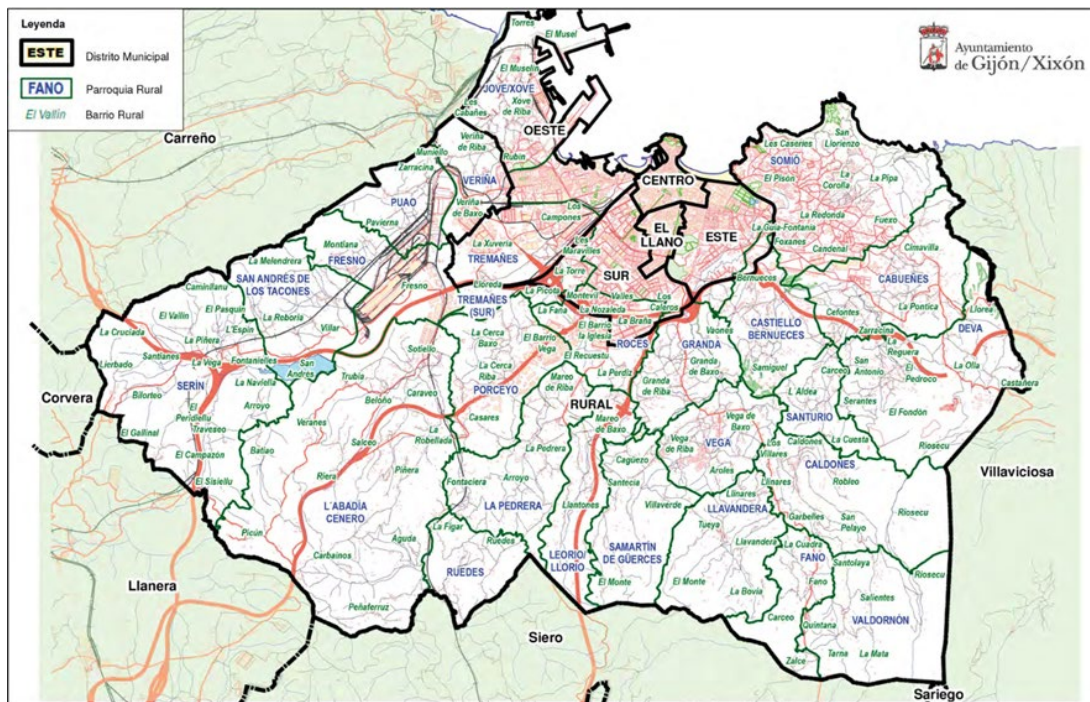 Leyenda
ESTE
Distrito Municipal
FANO
Parroquia Rural
El Vallín
Barrio Rural
Ayuntamiento
de Gijón/Xixón
Torres
El Musel
El Muselín
JOVE/XOVE
Xove
de Riba
Les
Cabañes
OESTE
Carreño
Veriña
de Riba
Rubín
Muniello
Zarracina
VERIÑA
Veriña
de Baxo
PUAO
Pavierna
Los
Campones
CENTRO
EL
LLANO
ESTE
Les Caseries
San
Llorienzo
SOMIÓ
El Pisón
La
Coroña
La Pipa
La Redonda
Fuexo
La Guía-Fontanía
Foxanes
Candenal
Cimavilla
Montiana
FRESNO
La Melendrera
La Xuvería
TREMAÑES
Les
Maravilles
La Torre
SUR
Bernueces
CABUEÑES
SAN ANDRÉS DE
LOS TACONES
Fresno
Caminillanu
El Pasquín
El Vallín
La Roboria
Lloreda
TREMAÑES
(SUR)
La Picota
La Fana
Montevil
Valles
Los
Caleros
La Nozaleda
La Braña
Cefontes
La Pontica
Llorea
DEVA
La Cruciada
L'Espín
La Piñera
Villar
La Cerca
Baxo
El Barrio
la Iglesia
El Barrio
Vega
ROCES
GRANDA
Vaones
CASTIELLO
BERNUECES
Zarracina
La
Reguera
Santianes
La Vega
Fontanielles
San
Andrés
Sotiello
El Recuestu
Lierbado
SERÍN
La Naviella
Trubia
La Cerca
Riba
La Perdiz
Granda
de Baxo
Samiguel
Carceo
San
Antonio
El
Pedroco
La Olla
Castañera
Corvera
Biloríteo
Arroyo
Beloño
Caraveo
PORCEYO
Mareo
de Riba
Granda
de Riba
L´Aldea
Serantes
El
Peridiellu
Traveseo
Veranes
Casares
RURAL
Mareo
de Baxo
SANTURIO
El Fondón
El Gallinal
Salceo
La
Robellada
VEGA
Vega de
Baxo
Vega
de Riba
Los
Villares
Caldones
La Cuesta
Riosecu
El Campazón
Batiao
Riera
Piñera
La Pedrera
Cagüezo
Santecía
Aroles
CALDONES
Robleo
Villaviciosa
El Sisiellu
L´ABADÍA
CENERO
Fontaciera
Arroyo
LA PEDRERA
Llantones
Villaverde
Llinares
LLAVANDERA
Llinares
Garbelles
San
Pelayo
Riosecu
Picún
Aguda
La Figar
Ruedes
Tueya
Llavandera
La Cuadra
FANO
Carbainos
RUEDES
LEORIO/
LLORIO
SAMARTÍN
DE GÜERCES
El Monte
El Monte
La Bovia
Santolaya
Fano
Riosecu
Llanera
Peñaferruz
Salientes
Carceo
Quintana
VALDORNÓN
Siero
Tarna
La Mata
Zalce
Sariego